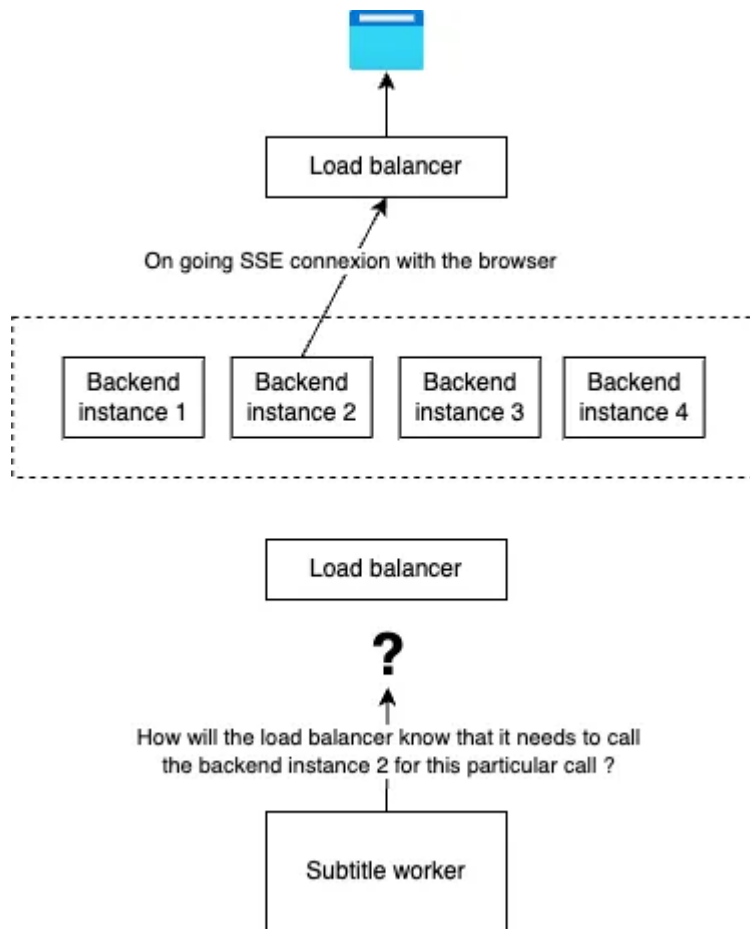 Load balancer
On going SSE connexion with the browser
Backend
instance 1
Backend
instance 2
Backend
instance 3
Backend
instance 4
Load balancer
?
How will the load balancer know that it needs to call
the backend instance 2 for this particular call ?
Subtitle worker